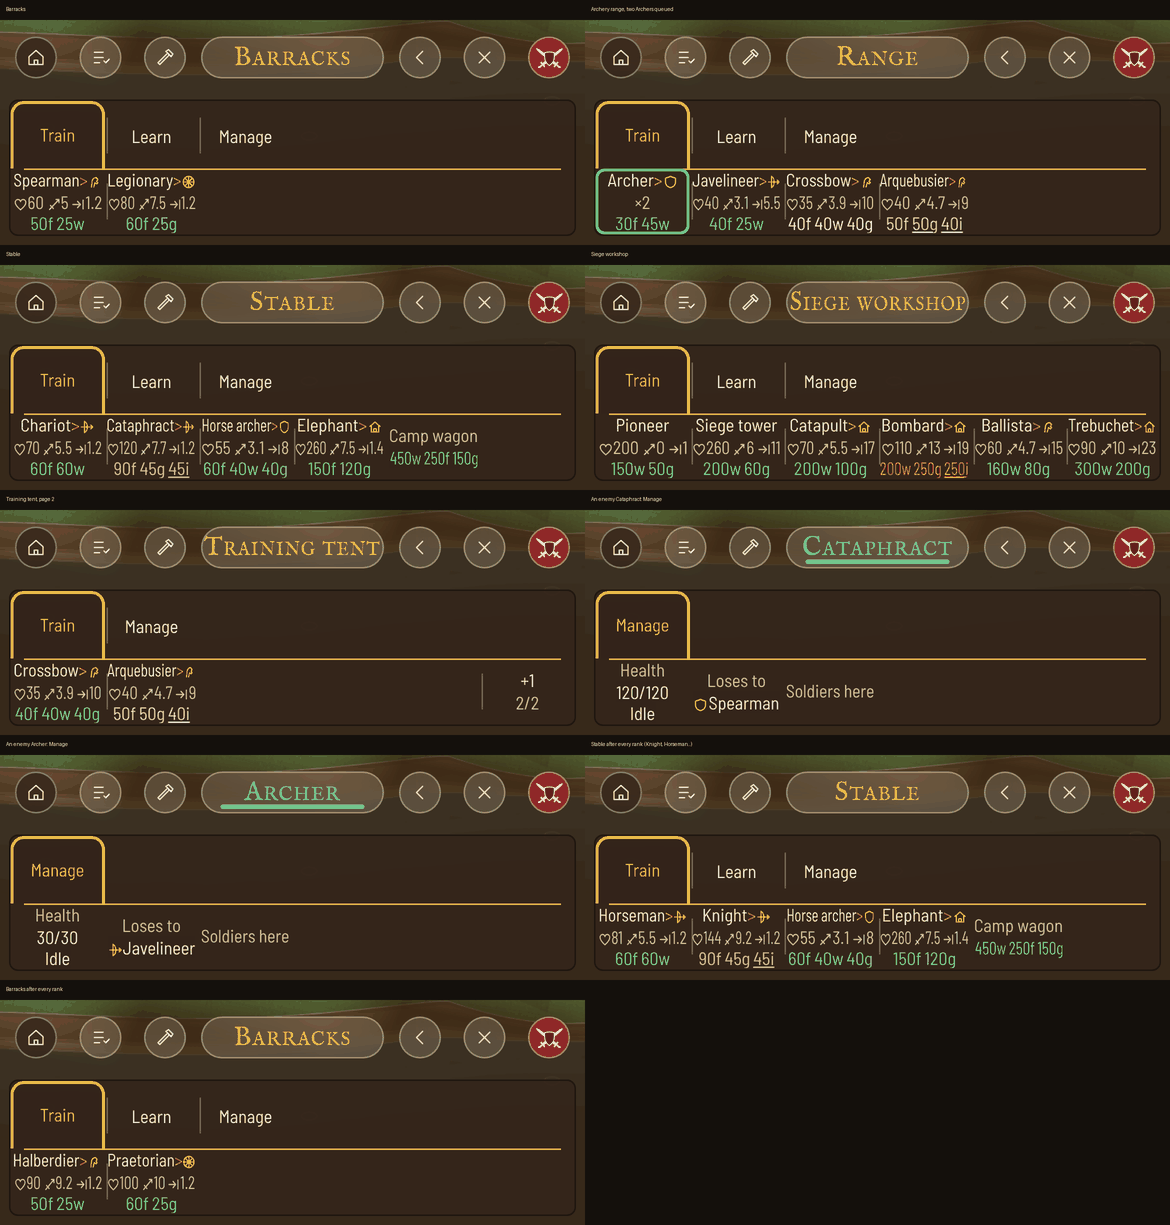 Barracks
BARRACKS
Train Learn Manage
Spearman> Legionary>
60 5 1.2 80 7.5 1.2
50f 25w 60f 25g
Archery range, two Archers queued
RANGE
Train Learn Manage
Archer> Javelineer> Crossbow> Arquebusier>
×2 40 3.1 5.5 35 3.9 10 40 4.7 9
30f 45w 40f 25w 40f 40w 40g 50f 50g 40i
Stable
STABLE
Train Learn Manage
Chariot> Cataphract> Horse archer> Elephant> Camp wagon
70 5.5 1.2 120 7.7 1.2 55 3.1 8 260 7.5 1.4
60f 60w 90f 45g 45i 60f 40w 40g 150f 120g 450w 250f 150g
Siege workshop
SIEGE WORKSHOP
Train Learn Manage
Pioneer Siege tower Catapult> Bombard> Ballista> Trebuchet>
200 0 1 260 6 11 70 5.5 17 110 13 19 60 4.7 15 90 10 23
150w 50g 200w 60g 200w 100g 200w 250g 250i 160w 80g 300w 200g
Training tent, page 2
TRAINING TENT
Train Manage
Crossbow> Arquebusier> +1
35 3.9 10 40 4.7 9 2/2
40f 40w 40g 50f 50g 40i
An enemy Cataphract: Manage
CATAPHRACT
Manage
Health
120/120
Idle
Loses to
Spearman
Soldiers here
An enemy Archer: Manage
ARCHER
Manage
Health
30/30
Idle
Loses to
Javelineer
Soldiers here
Stable after every rank (Knight, Horseman..)
STABLE
Train Learn Manage
Horseman> Knight> Horse archer> Elephant> Camp wagon
81 5.5 1.2 144 9.2 1.2 55 3.1 8 260 7.5 1.4
60f 60w 90f 45g 45i 60f 40w 40g 150f 120g 450w 250f 150g
Barracks after every rank
BARRACKS
Train Learn Manage
Halberdier> Praetorian>
90 9.2 1.2 100 10 1.2
50f 25w 60f 25g